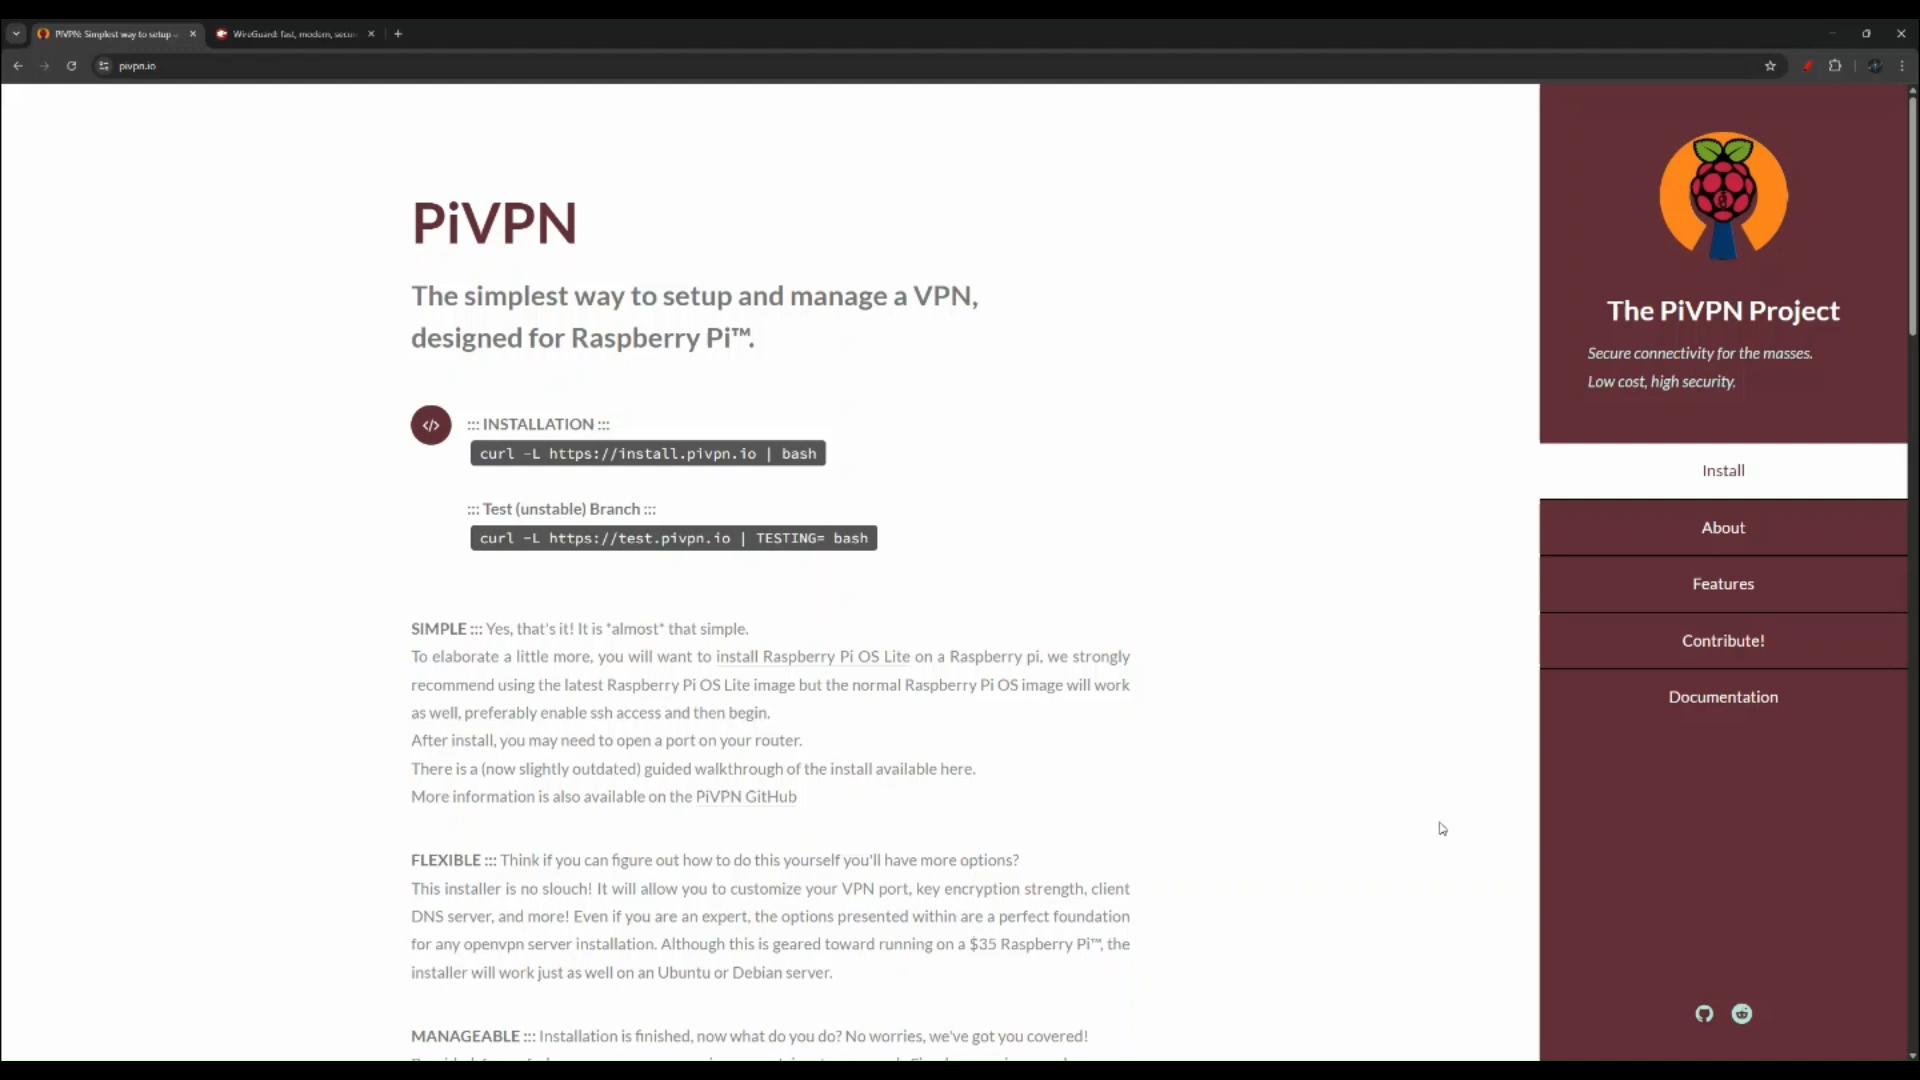 PiVPN: Simplest way to setup
WireGuard: fast, modern, secu
pivpn.io
PiVPN
The simplest way to setup and manage a VPN,
designed for Raspberry Pi™.
::: INSTALLATION :::
curl -L https://install.pivpn.io | bash
::: Test (unstable) Branch :::
curl -L https://test.pivpn.io | TESTING= bash
SIMPLE ::: Yes, that's it! It is *almost* that simple.
To elaborate a little more, you will want to install Raspberry Pi OS Lite on a Raspberry pi, we strongly
recommend using the latest Raspberry Pi OS Lite image but the normal Raspberry Pi OS image will work
as well, preferably enable ssh access and then begin.
After install, you may need to open a port on your router.
There is a (now slightly outdated) guided walkthrough of the install available here.
More information is also available on the PiVPN GitHub
FLEXIBLE ::: Think if you can figure out how to do this yourself you'll have more options?
This installer is no slouch! It will allow you to customize your VPN port, key encryption strength, client
DNS server, and more! Even if you are an expert, the options presented within are a perfect foundation
for any openvpn server installation. Although this is geared toward running on a $35 Raspberry Pi™, the
installer will work just as well on an Ubuntu or Debian server.
MANAGEABLE ::: Installation is finished, now what do you do? No worries, we've got you covered!
The PiVPN Project
Secure connectivity for the masses.
Low cost, high security.
Install
About
Features
Contribute!
Documentation